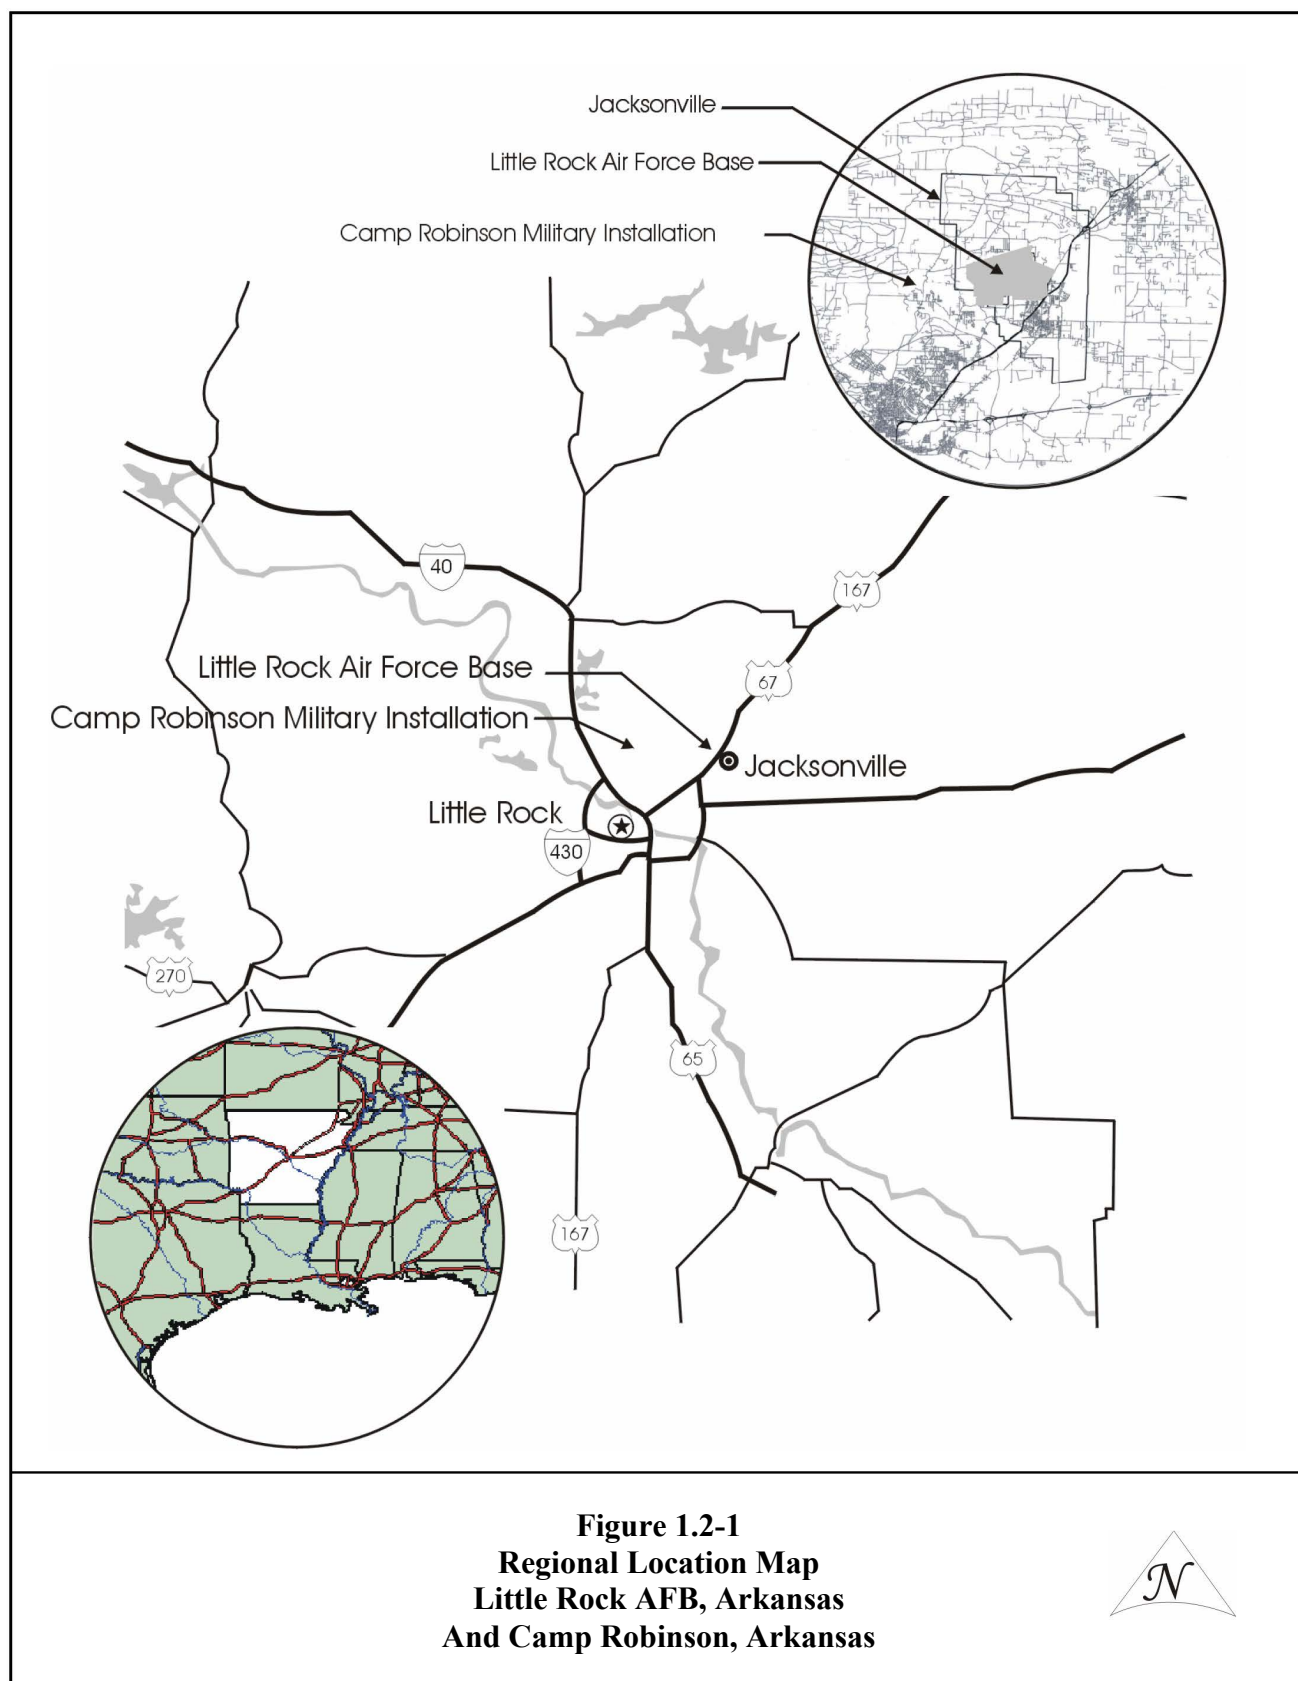 Jacksonville
Little Rock Air Force Base
Camp Robinson Military Installation
40
167
Little Rock Air Force Base
67
Camp Robinson Military Installation
Jacksonville
Little Rock
430
270
65
167
Figure 1.2-1
Regional Location Map
Little Rock AFB, Arkansas
And Camp Robinson, Arkansas
N